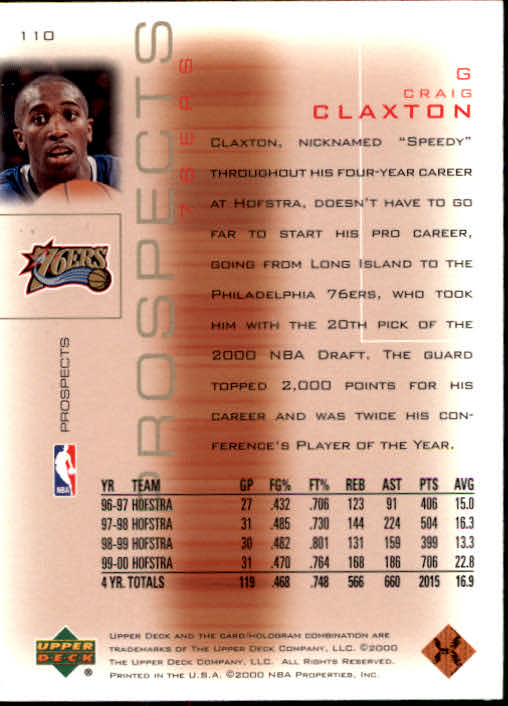 110
PROSPECTS
76ERS
G
CRAIG
CLAXTON
CLAXTON, NICKNAMED "SPEEDY"
THROUGHOUT HIS FOUR-YEAR CAREER
AT HOFSTRA, DOESN'T HAVE TO GO
FAR TO START HIS PRO CAREER,
GOING FROM LONG ISLAND TO THE
PHILADELPHIA 76ERS, WHO TOOK
HIM WITH THE 20TH PICK OF THE
2000 NBA DRAFT. THE GUARD
TOPPED 2,000 POINTS FOR HIS
CAREER AND WAS TWICE HIS CON-
FERENCE'S PLAYER OF THE YEAR.
76ERS
PROSPECTS
NBA
YR TEAM GP FG% FT% REB AST PTS AVG
96-97 HOFSTRA 27 .432 .706 123 91 406 15.0
97-98 HOFSTRA 31 .485 .730 144 224 504 16.3
98-99 HOFSTRA 30 .482 .801 131 159 399 13.3
99-00 HOFSTRA 31 .470 .764 168 186 706 22.8
4 YR. TOTALS 119 .468 .748 566 660 2015 16.9
UPPER DECK AND THE CARD/HOLOGRAM COMBINATION ARE
TRADEMARKS OF THE UPPER DECK COMPANY, LLC. ©2000
THE UPPER DECK COMPANY, LLC. ALL RIGHTS RESERVED.
PRINTED IN THE U.S.A. ©2000 NBA PROPERTIES, INC.
UPPER
DECK
®